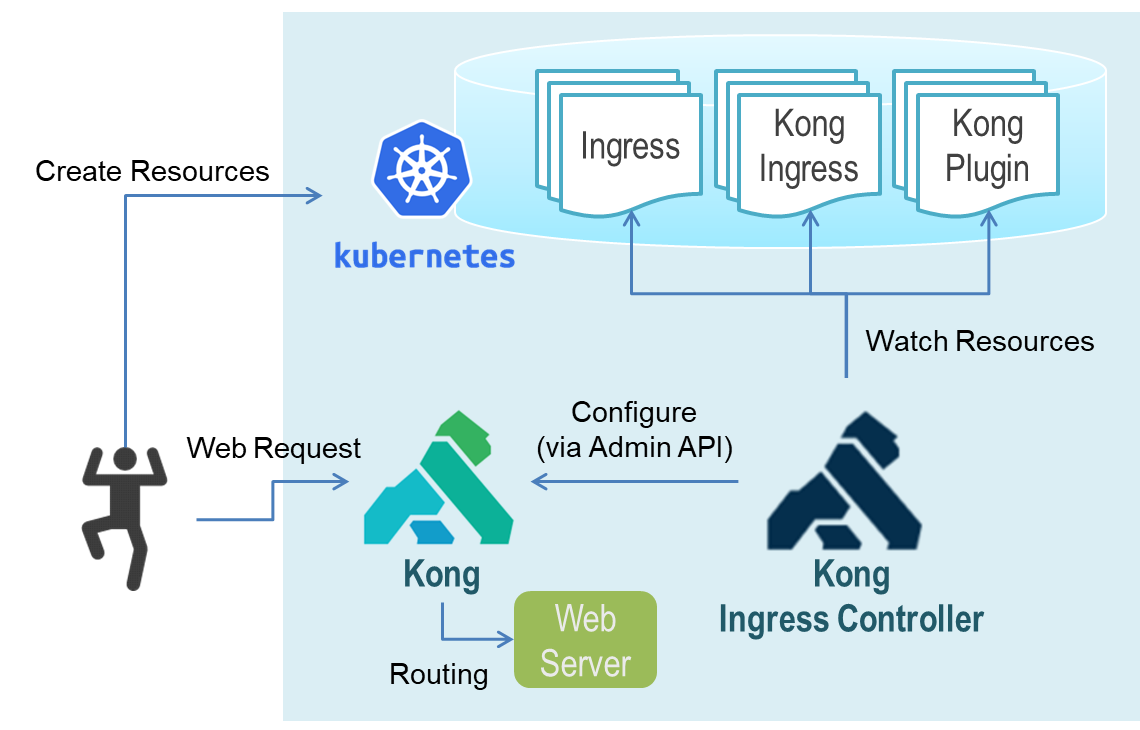 Ingress
Kong
Ingress
Kong
Plugin
Create Resources
kubernetes
Watch Resources
Configure
(via Admin API)
Web Request
Kong
Kong
Ingress Controller
Web
Server
Routing